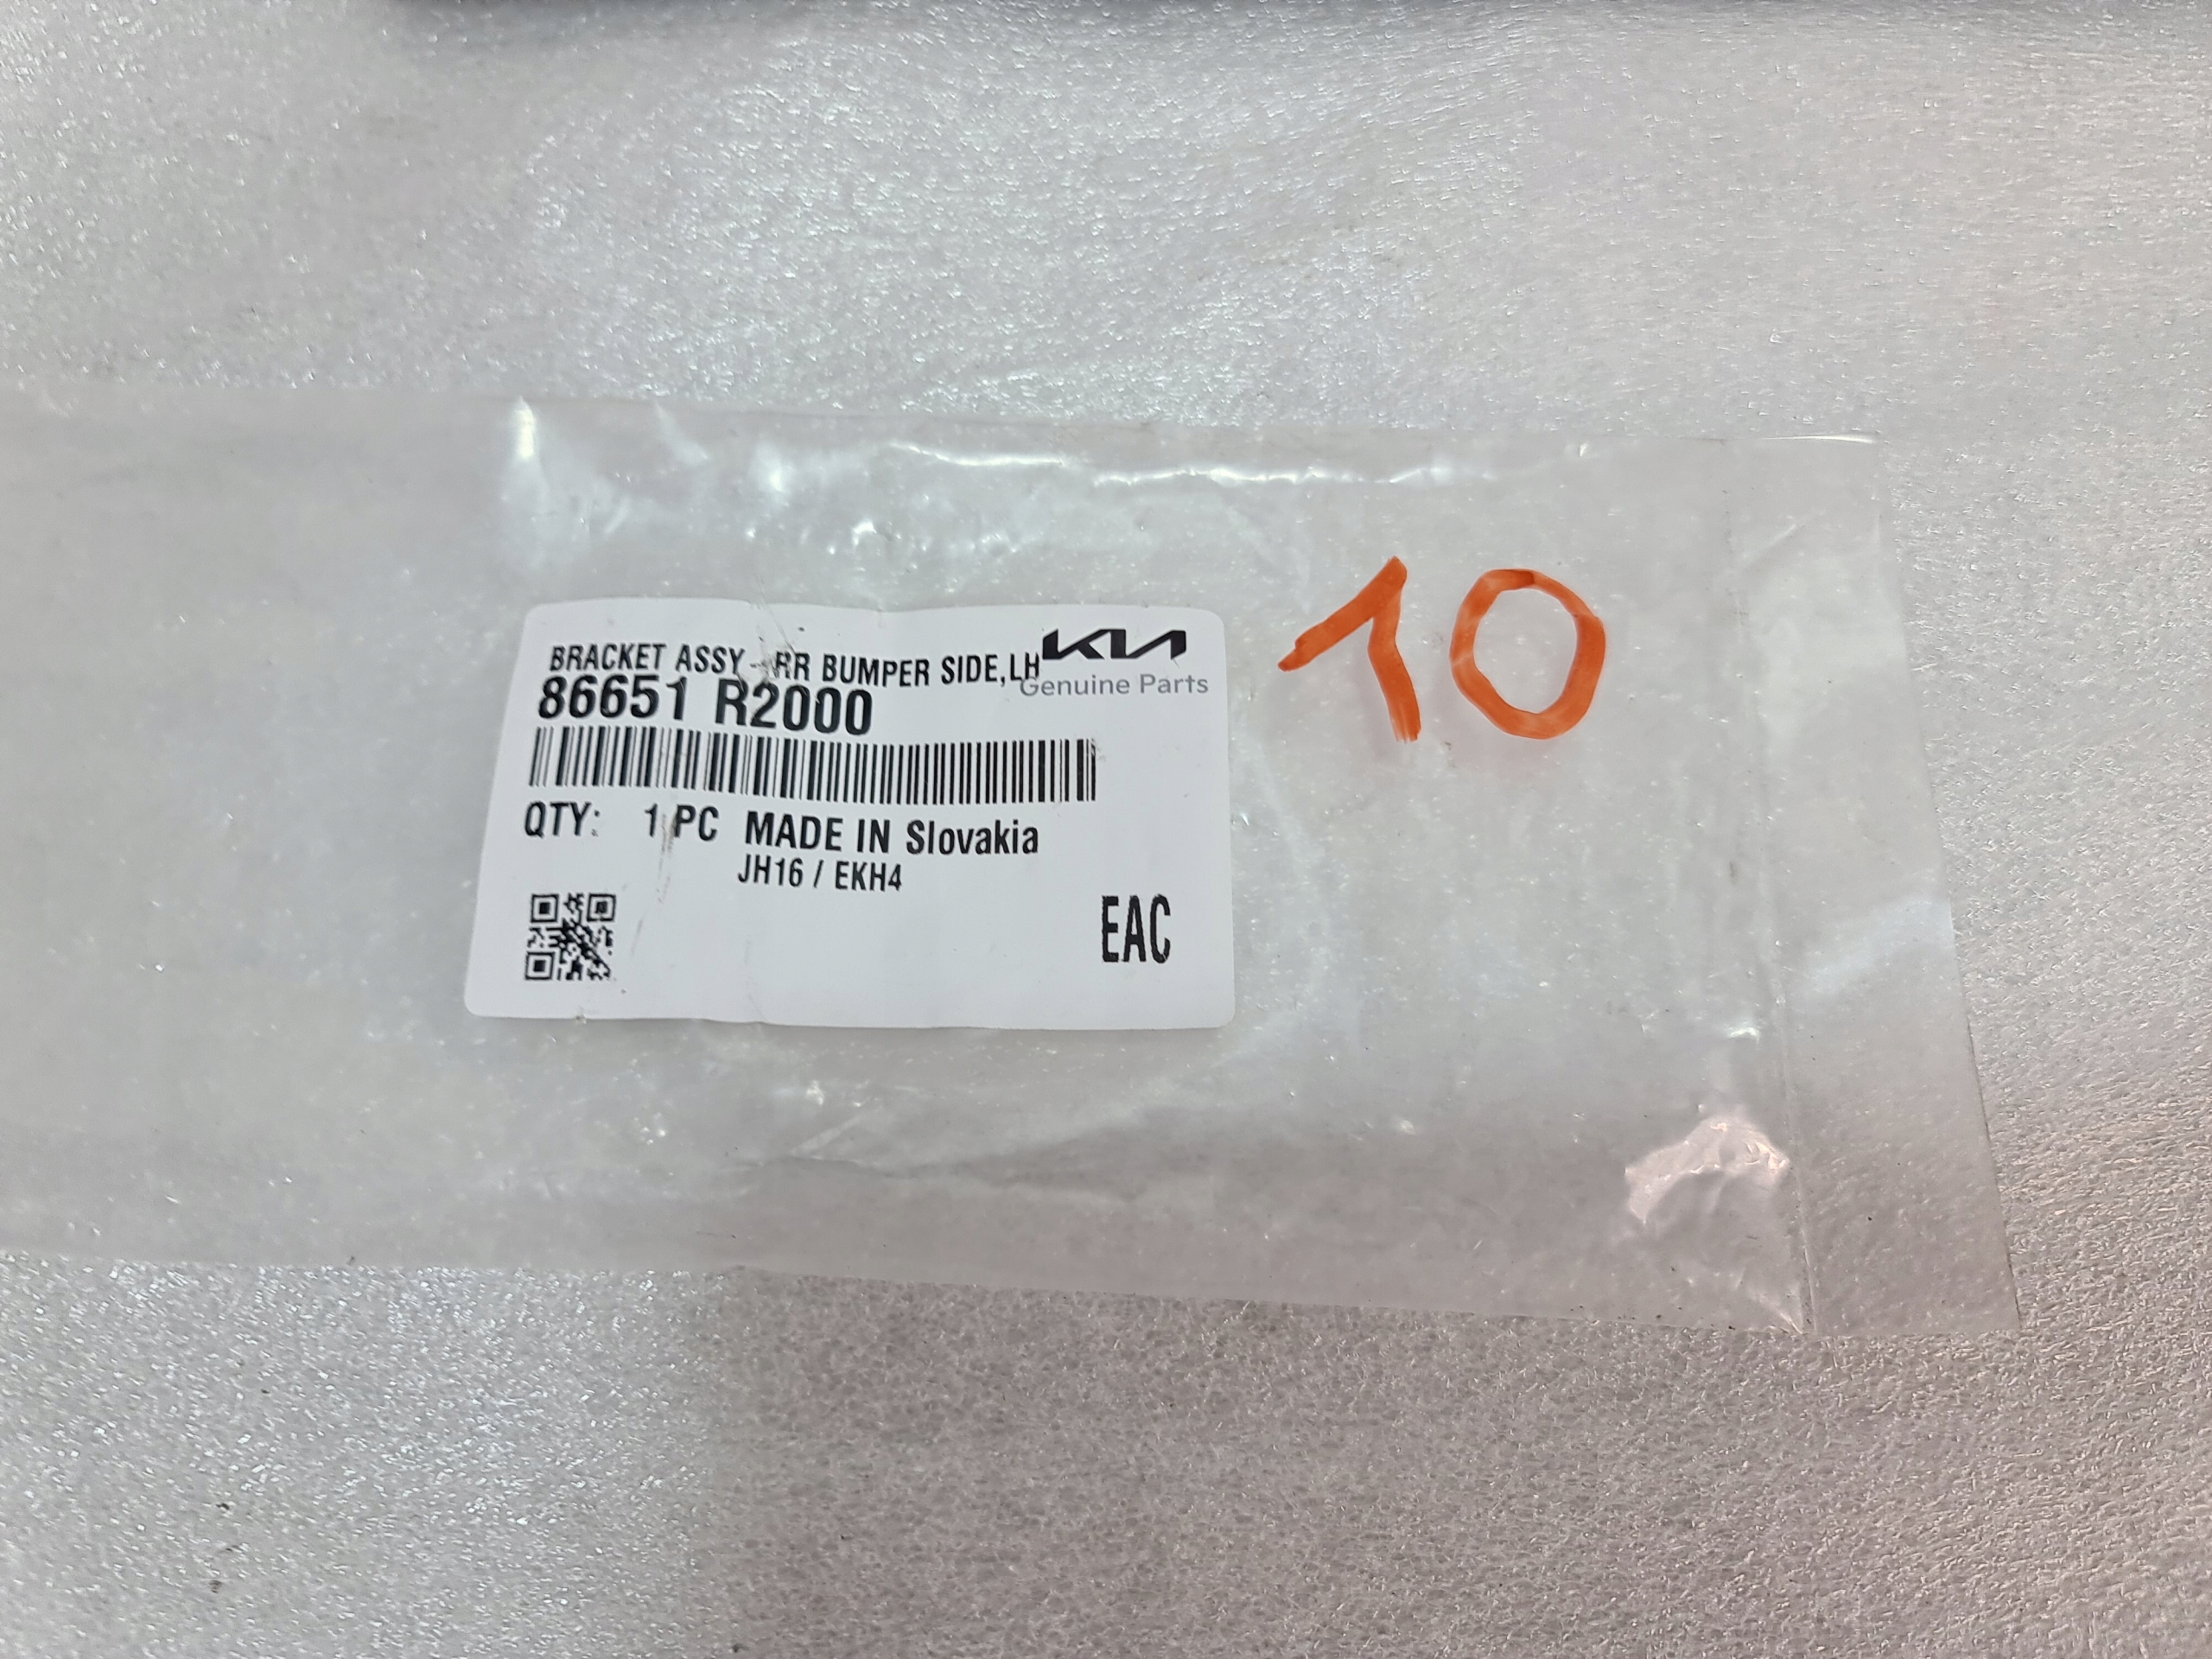 BRACKET ASSY-RR BUMPER SIDE,LH
KIA
Genuine Parts
86651 R2000
QTY: 1 PC MADE IN Slovakia
JH16 / EKH4
EAC
10